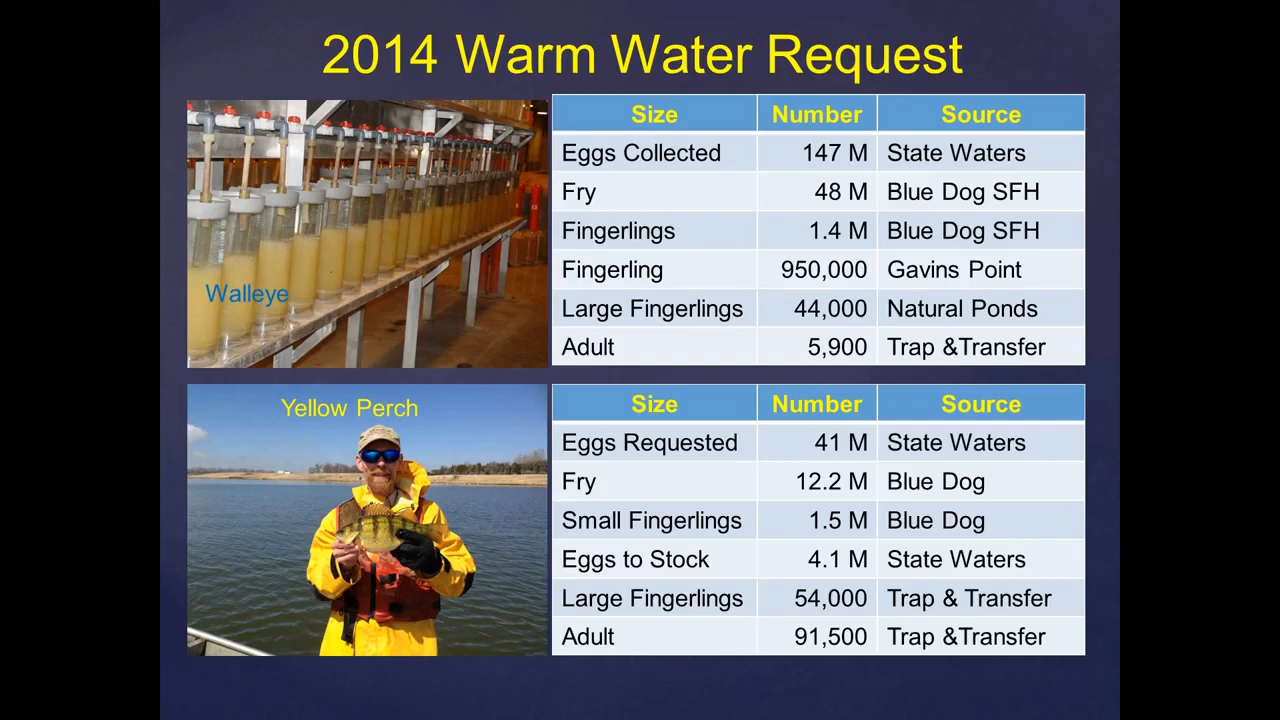 2014 Warm Water Request
Walleye
Size Number Source
Eggs Collected 147 M State Waters
Fry 48 M Blue Dog SFH
Fingerlings 1.4 M Blue Dog SFH
Fingerling 950,000 Gavins Point
Large Fingerlings 44,000 Natural Ponds
Adult 5,900 Trap &Transfer
Yellow Perch
Size Number Source
Eggs Requested 41 M State Waters
Fry 12.2 M Blue Dog
Small Fingerlings 1.5 M Blue Dog
Eggs to Stock 4.1 M State Waters
Large Fingerlings 54,000 Trap & Transfer
Adult 91,500 Trap &Transfer